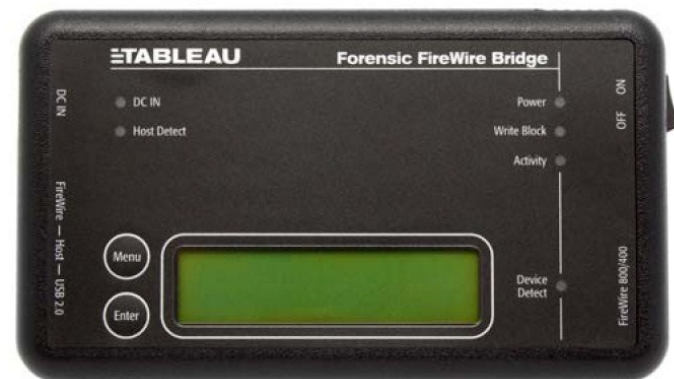 TABLEAU
Forensic FireWire Bridge
DC IN
FireWire — Host — USB 2.0
DC IN
Host Detect
Power
Write Block
Activity
Menu
Enter
Device
Detect
OFF ON
FireWire 800/400